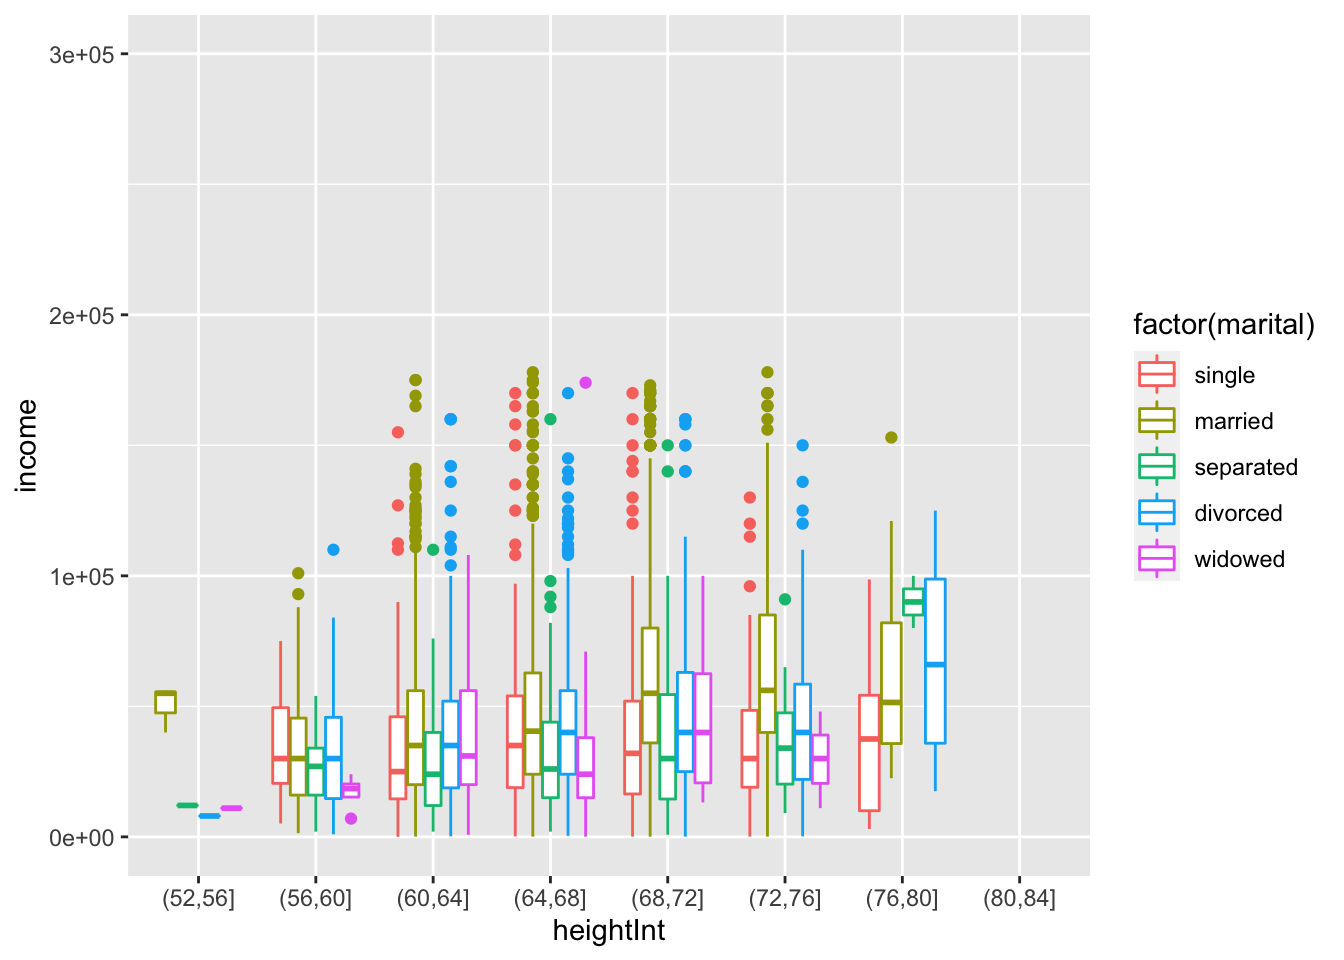 3e+05
2e+05
1e+05
0e+00
income
(52,56]
(56,60]
(60,64]
(64,68]
(68,72]
(72,76]
(76,80]
(80,84]
heightInt
factor(marital)
single
married
separated
divorced
widowed